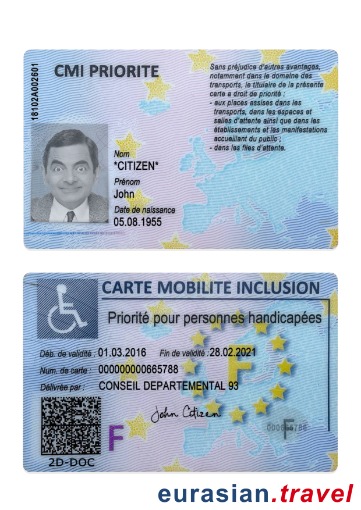 CMI PRIORITE
18102A002601
Sans préjudice d'autres avantages,
notamment dans le domaine des
transports, le titulaire de la présente
carte a droit de priorité :
- aux places assises dans les
transports, dans les espaces et
salles d'attente ainsi que dans les
établissements et les manifestations
accueillant du public ;
- dans les files d'attente.
Nom
*CITIZEN*
Prénom
John
Date de naissance
05.08.1955
CARTE MOBILITE INCLUSION
Priorité pour personnes handicapées
Déb. de validité : 01.03.2016 Fin de validité : 28.02.2021
Num. de carte : 000000000665788
Délivrée par : CONSEIL DEPARTEMENTAL 93
John Citizen
F
F
F
2D-DOC
eurasian.travel